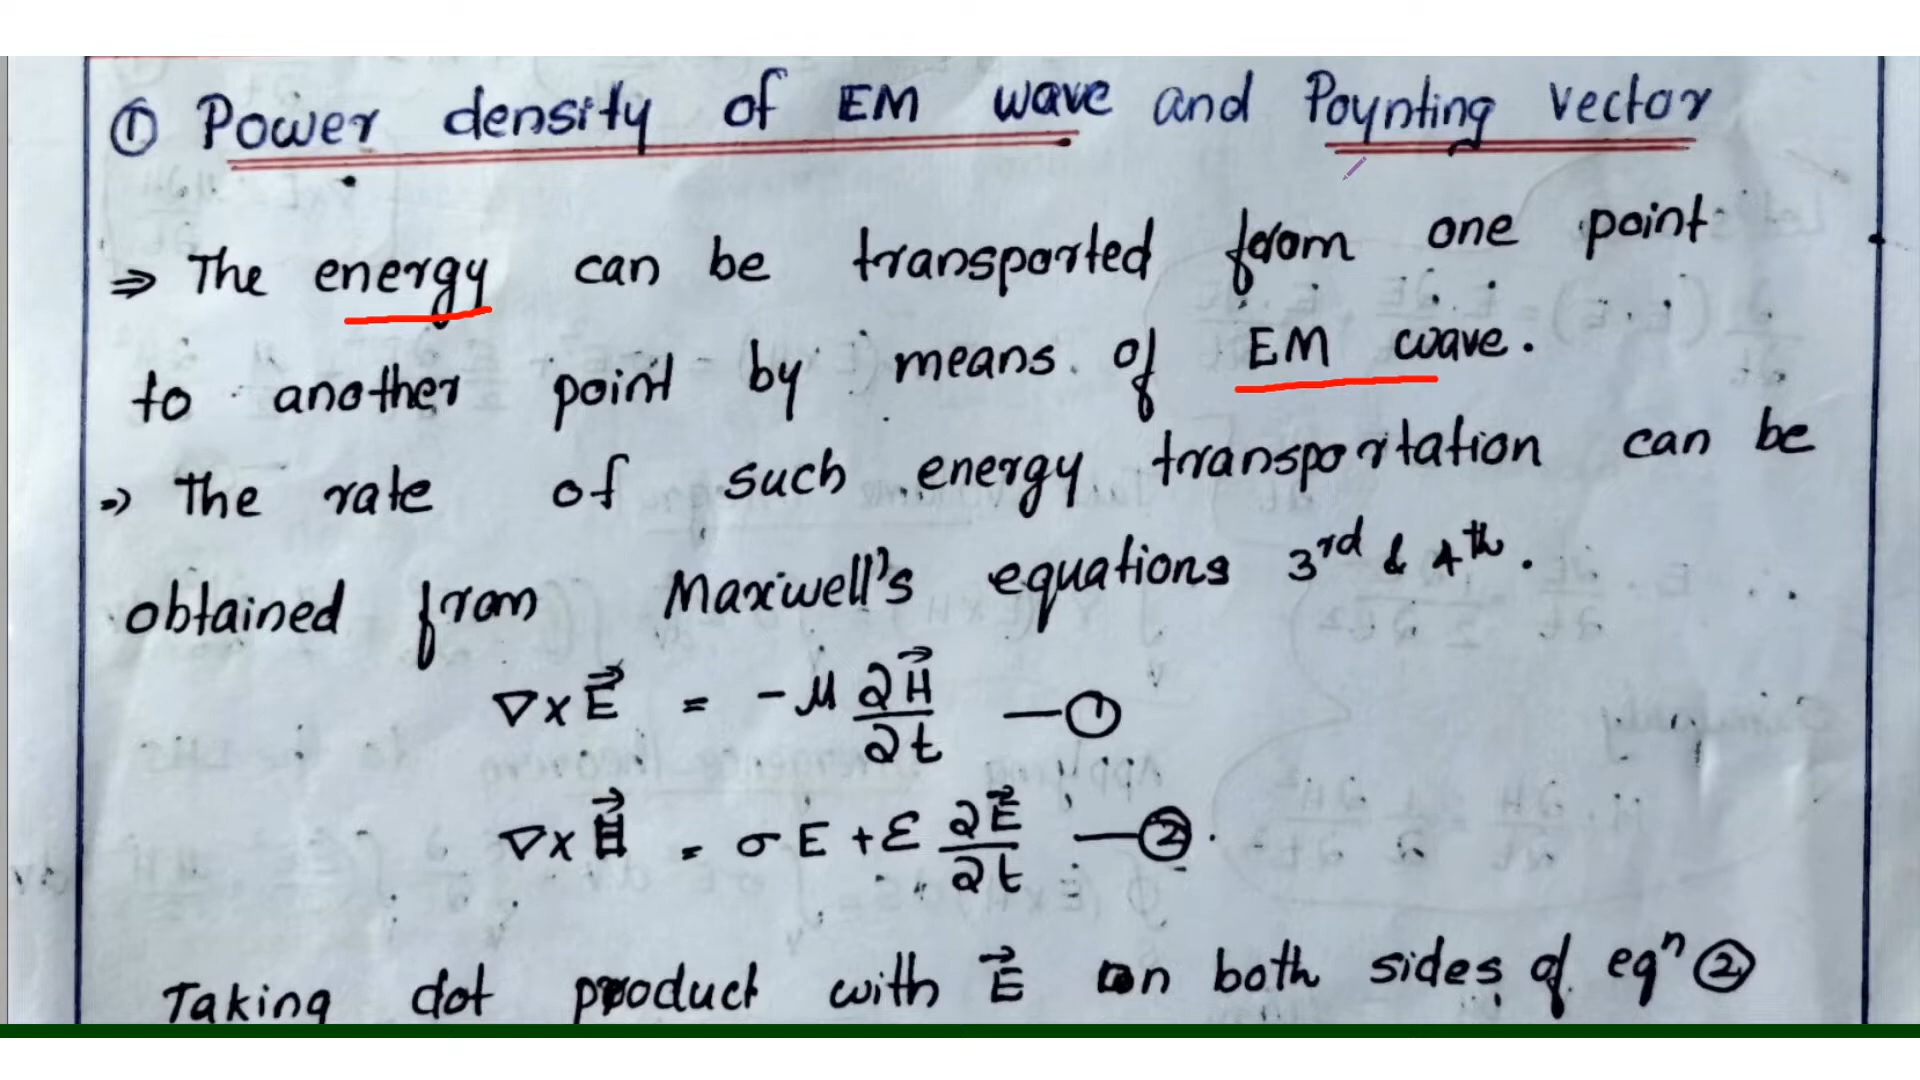 ① Power density of EM wave and Poynting vector
⇒ The energy can be transported from one point
to another point by means of EM wave.
⇒ The rate of such energy transportation can be
obtained from Maxwell's equations 3rd & 4th.
∇×E⃗ = -μ ∂H⃗/∂t —①
∇×H⃗ = σE + ε ∂E⃗/∂t —②.
Taking dot product with E⃗ on both sides of eqⁿ ②